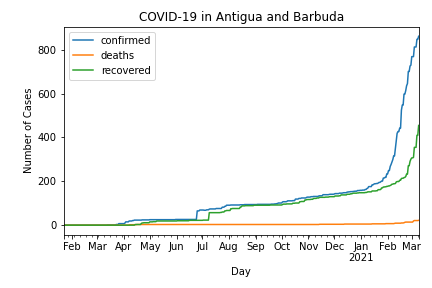 COVID-19 in Antigua and Barbuda
confirmed
deaths
recovered
Number of Cases
800
600
400
200
0
Feb Mar Apr May Jun Jul Aug Sep Oct Nov Dec Jan Feb Mar
2021
Day